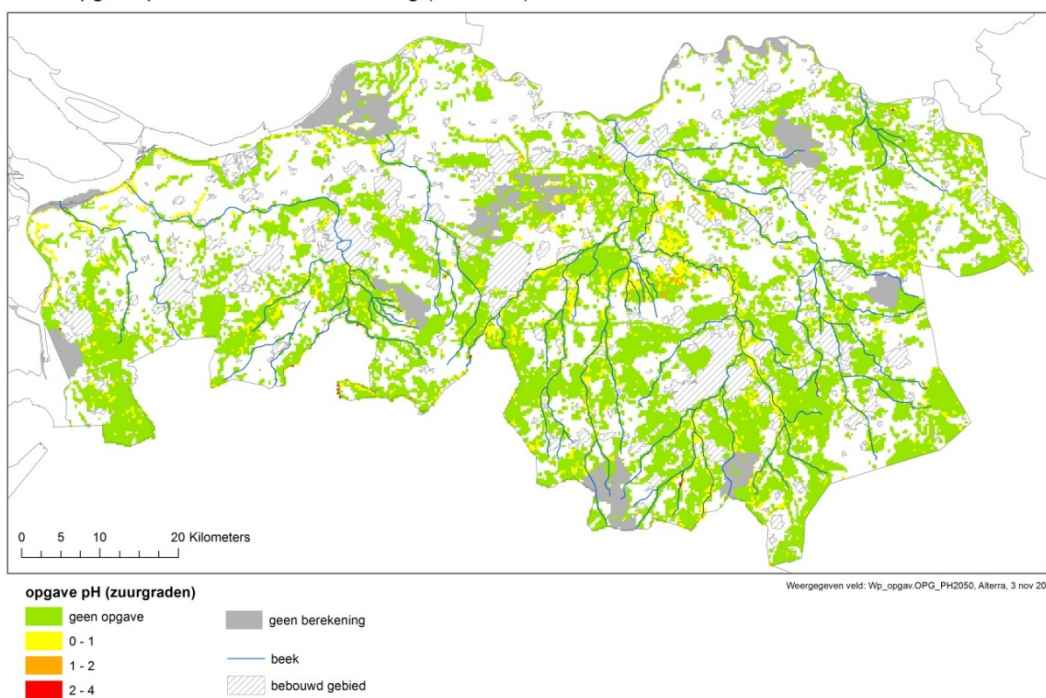 0 5 10 20 Kilometers
Weergegeven veld: Wp_opgav.OPG_PH2050, Alterra, 3 nov 20
opgave pH (zuurgraden)
geen opgave
0 - 1
1 - 2
2 - 4
geen berekening
beek
bebouwd gebied